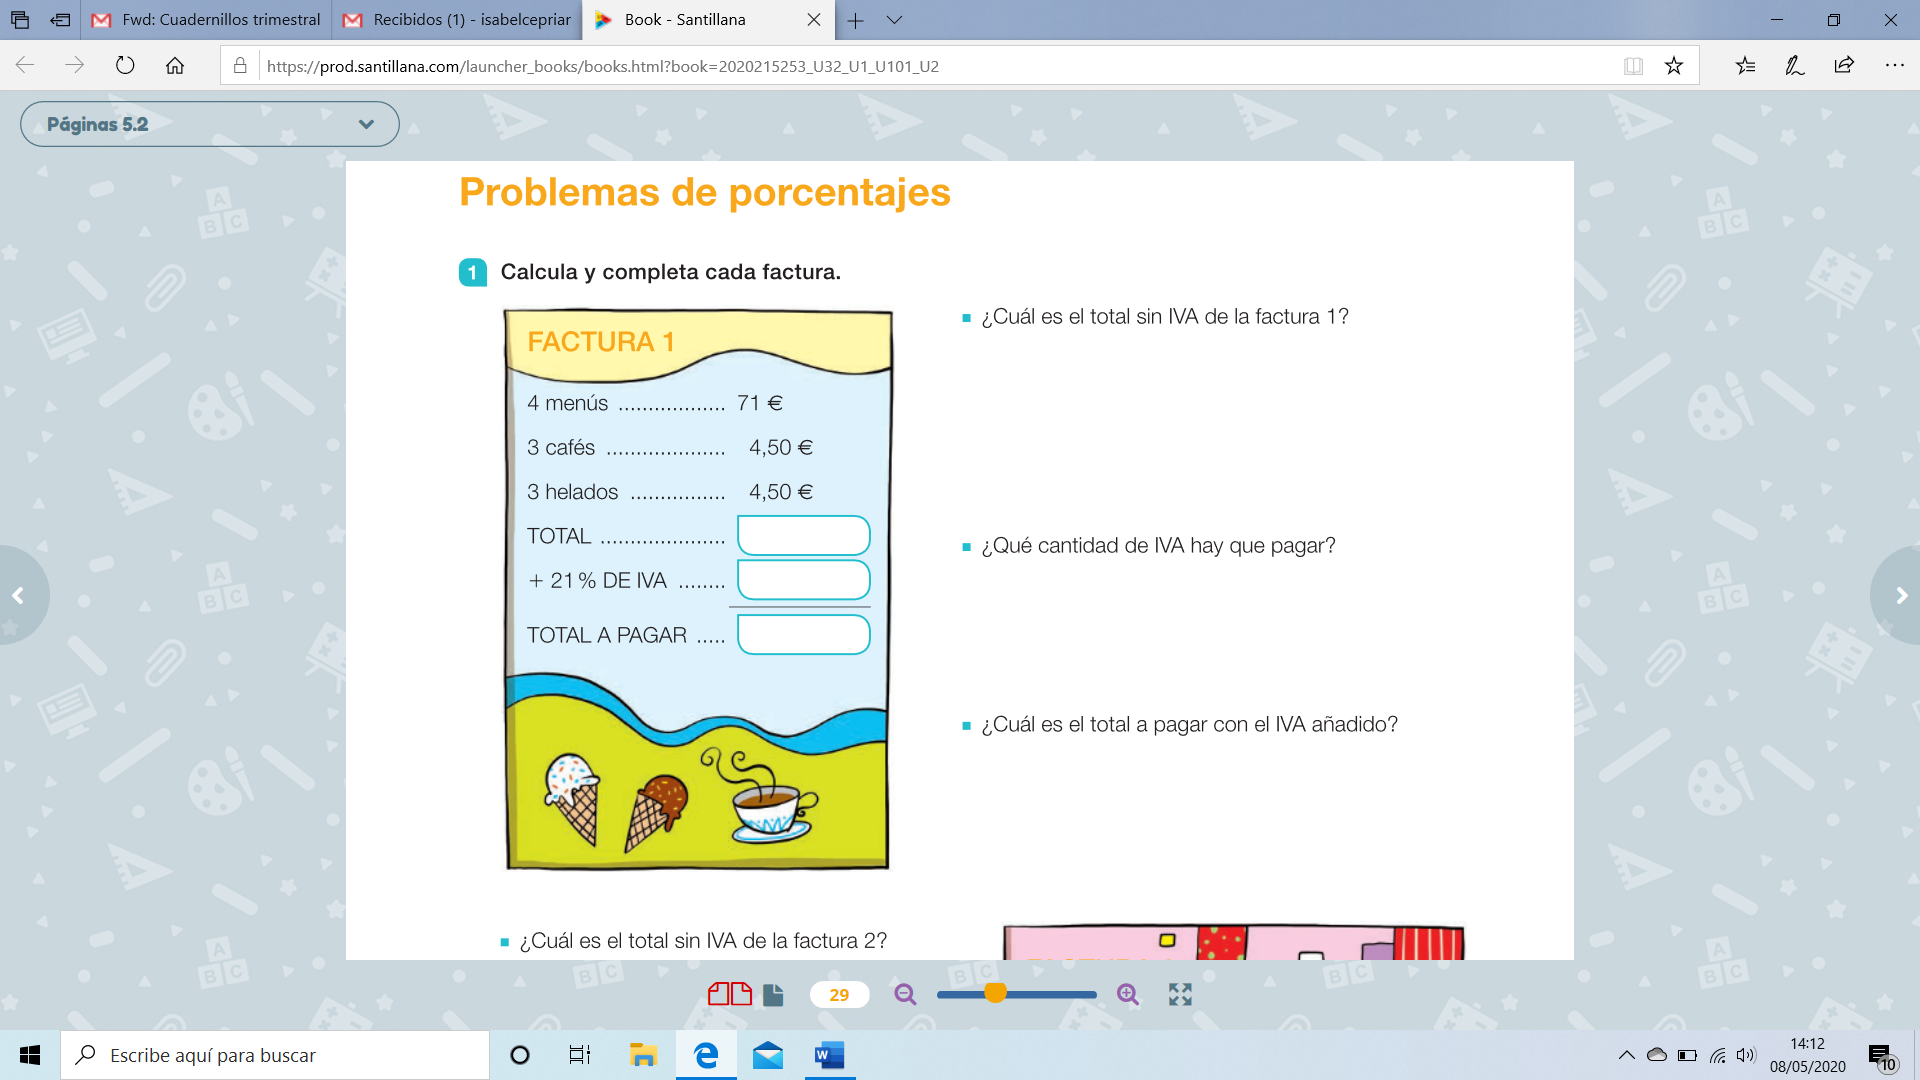 Fwd: Cuadernillos trimestral
Recibidos (1) - isabelcepriar
Book - Santillana
https://prod.santillana.com/launcher_books/books.html?book=2020215253_U32_U1_U101_U2
Páginas 5.2
Problemas de porcentajes
1 Calcula y completa cada factura.
FACTURA 1
4 menús .................. 71 €
3 cafés .................... 4,50 €
3 helados ................ 4,50 €
TOTAL .....................
+ 21% DE IVA ........
TOTAL A PAGAR .....
¿Cuál es el total sin IVA de la factura 1?
¿Qué cantidad de IVA hay que pagar?
¿Cuál es el total a pagar con el IVA añadido?
¿Cuál es el total sin IVA de la factura 2?
29
Escribe aquí para buscar
14:12
08/05/2020
10